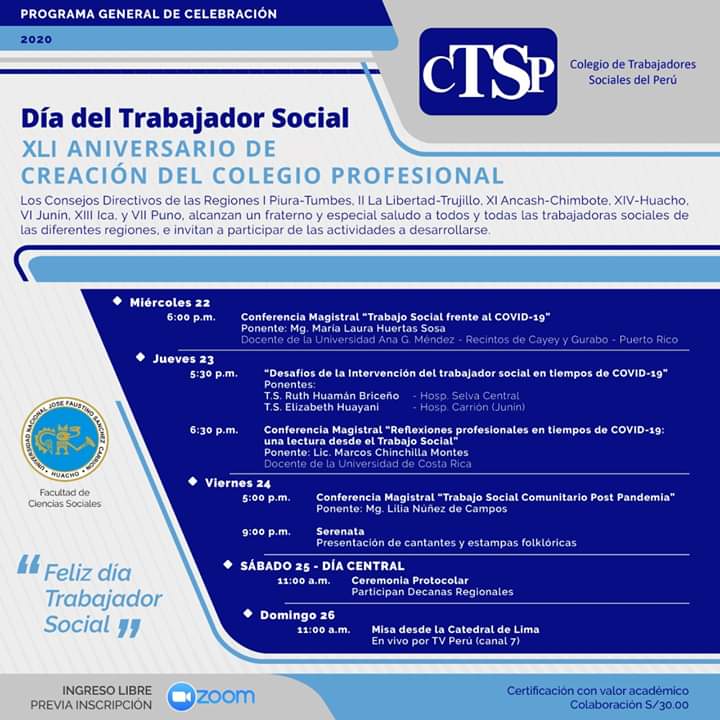 PROGRAMA GENERAL DE CELEBRACIÓN
2020
CTSP
Colegio de Trabajadores
Sociales del Perú
Día del Trabajador Social
XLI ANIVERSARIO DE
CREACIÓN DEL COLEGIO PROFESIONAL
Los Consejos Directivos de las Regiones I Piura-Tumbes, II La Libertad-Trujillo, XI Ancash-Chimbote, XIV-Huacho,
VI Junín, XIII Ica, y VII Puno, alcanzan un fraterno y especial saludo a todos y todas las trabajadoras sociales de
las diferentes regiones, e invitan a participar de las actividades a desarrollarse.
Miércoles 22
6:00 p.m. Conferencia Magistral "Trabajo Social frente al COVID-19"
Ponente: Mg. María Laura Huertas Sosa
Docente de la Universidad Ana G. Méndez - Recintos de Cayey y Gurabo - Puerto Rico
Jueves 23
5:30 p.m. "Desafíos de la Intervención del trabajador social en tiempos de COVID-19"
Ponentes:
T.S. Ruth Huamán Briceño - Hosp. Selva Central
T.S. Elizabeth Huayani - Hosp. Carrión (Junín)
6:30 p.m. Conferencia Magistral "Reflexiones profesionales en tiempos de COVID-19:
una lectura desde el Trabajo Social"
Ponente: Lic. Marcos Chinchilla Montes
Docente de la Universidad de Costa Rica
Viernes 24
5:00 p.m. Conferencia Magistral "Trabajo Social Comunitario Post Pandemia"
Ponente: Mg. Lilia Núñez de Campos
9:00 p.m. Serenata
Presentación de cantantes y estampas folklóricas
SÁBADO 25 - DÍA CENTRAL
11:00 a.m. Ceremonia Protocolar
Participan Decanas Regionales
Domingo 26
11:00 a.m. Misa desde la Catedral de Lima
En vivo por TV Perú (canal 7)
UNIVERSIDAD NACIONAL JOSE FAUSTINO SANCHEZ CARRION
HUACHO
Facultad de
Ciencias Sociales
"Feliz día
Trabajador
Social"
INGRESO LIBRE
PREVIA INSCRIPCIÓN
zoom
Certificación con valor académico
Colaboración S/30.00